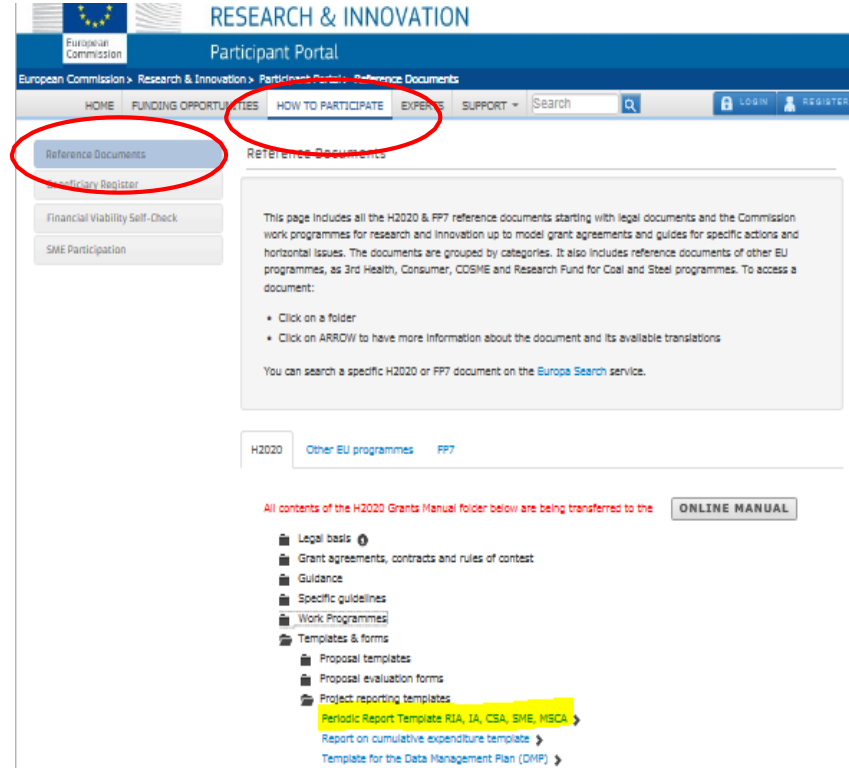 RESEARCH & INNOVATION
European
Commission
Participant Portal
European Commission > Research & Innovation > Participant Portal > Reference Documents
HOME FUNDING OPPORTUNITIES HOW TO PARTICIPATE EXPERTS SUPPORT Search LOGIN REGISTER
Reference Documents
Beneficiary Register
Financial Viability Self-Check
SME Participation
Reference Documents
This page includes all the H2020 & FP7 reference documents starting with legal documents and the Commission
work programmes for research and innovation up to model grant agreements and guides for specific actions and
horizontal issues. The documents are grouped by categories. It also includes reference documents of other EU
programmes, as 3rd Health, Consumer, COSME and Research Fund for Coal and Steel programmes. To access a
document:
• Click on a folder
• Click on ARROW to have more information about the document and its available translations
You can search a specific H2020 or FP7 document on the Europa Search service.
H2020 Other EU programmes FP7
All contents of the H2020 Grants Manual folder below are being transferred to the ONLINE MANUAL
Legal basis
Grant agreements, contracts and rules of contest
Guidance
Specific guidelines
Work Programmes
Templates & forms
Proposal templates
Proposal evaluation forms
Project reporting templates
Periodic Report Template RIA, IA, CSA, SME, MSCA
Report on cumulative expenditure template
Template for the Data Management Plan (DMP)